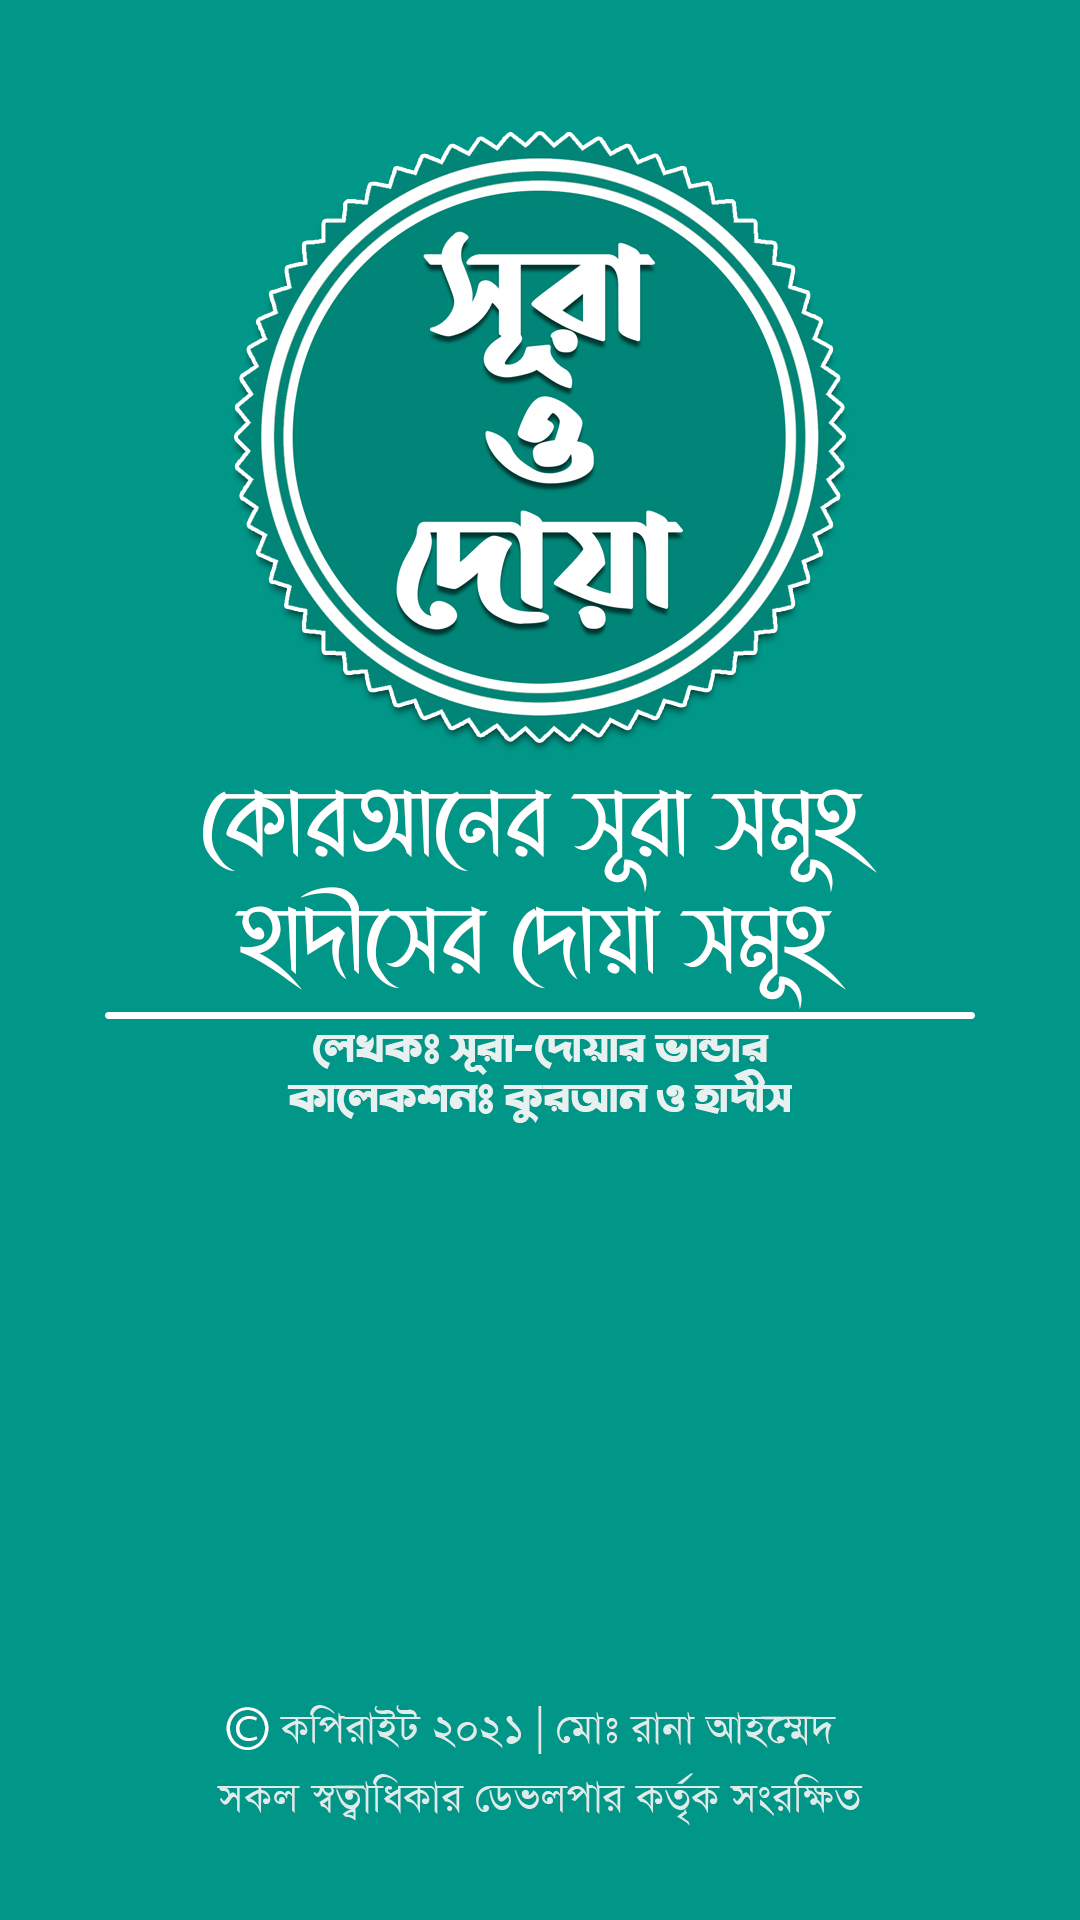 সূরা
ও
দোয়া
কোরআনের সূরা সমূহ
হাদীসের দোয়া সমূহ
লেখকঃ সূরা-দোয়ার ভান্ডার
কালেকশনঃ কুরআন ও হাদীস
© কপিরাইট ২০২১ | মোঃ রানা আহম্মেদ
সকল স্বত্বাধিকার ডেভলপার কর্তৃক সংরক্ষিত